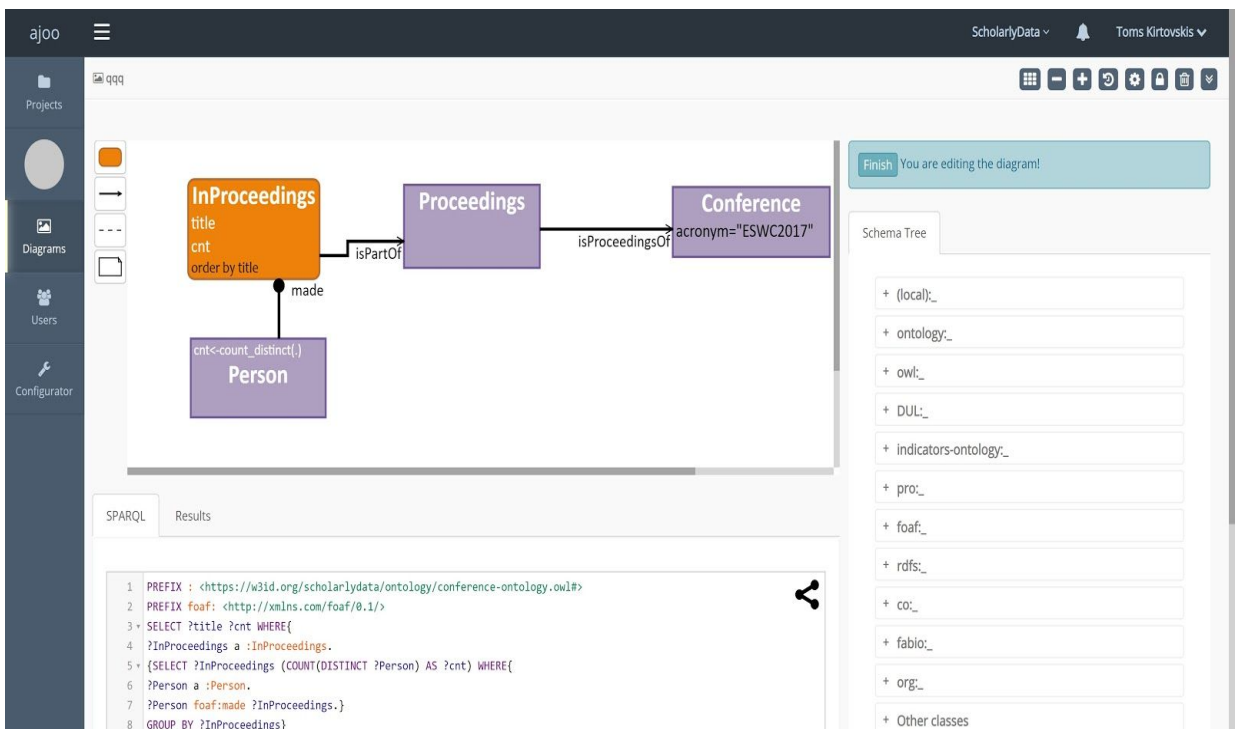 ajoo
ScholarlyData
Toms Kirtovskis
Projects
Diagrams
Users
Configurator
qqq
InProceedings
title
cnt
order by title
isPartOf
Proceedings
isProceedingsOf
Conference
acronym="ESWC2017"
made
cnt<-count_distinct(.)
Person
Finish You are editing the diagram!
Schema Tree
+ (local):_
+ ontology:_
+ owl:_
+ DUL:_
+ indicators-ontology:_
+ pro:_
+ foaf:_
+ rdfs:_
+ co:_
+ fabio:_
+ org:_
+ Other classes
SPARQL Results
1 PREFIX : <https://w3id.org/scholarlydata/ontology/conference-ontology.owl#>
2 PREFIX foaf: <http://xmlns.com/foaf/0.1/>
3 SELECT ?title ?cnt WHERE{
4 ?InProceedings a :InProceedings.
5 {SELECT ?InProceedings (COUNT(DISTINCT ?Person) AS ?cnt) WHERE{
6 ?Person a :Person.
7 ?Person foaf:made ?InProceedings.}
8 GROUP BY ?InProceedings}